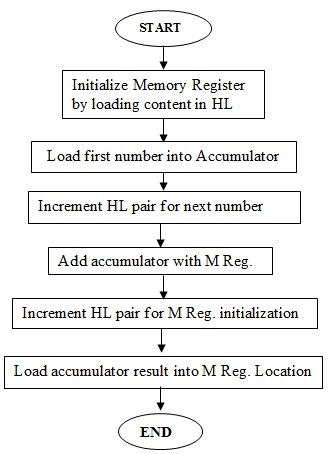 START
Initialize Memory Register
by loading content in HL
Load first number into Accumulator
Increment HL pair for next number
Add accumulator with M Reg.
Increment HL pair for M Reg. initialization
Load accumulator result into M Reg. Location
END